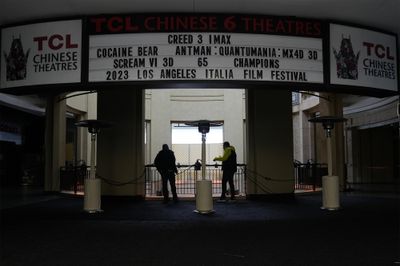 TCL CHINESE 6 THEATRES
TCL
CHINESE
THEATRES
CREED 3 IMAX
COCAINE BEAR ANTMAN:QUANTUMANIA:MX4D 3D
SCREAM VI 3D 65 CHAMPIONS
2023 LOS ANGELES ITALIA FILM FESTIVAL
TCL
CHINESE
THEATRES